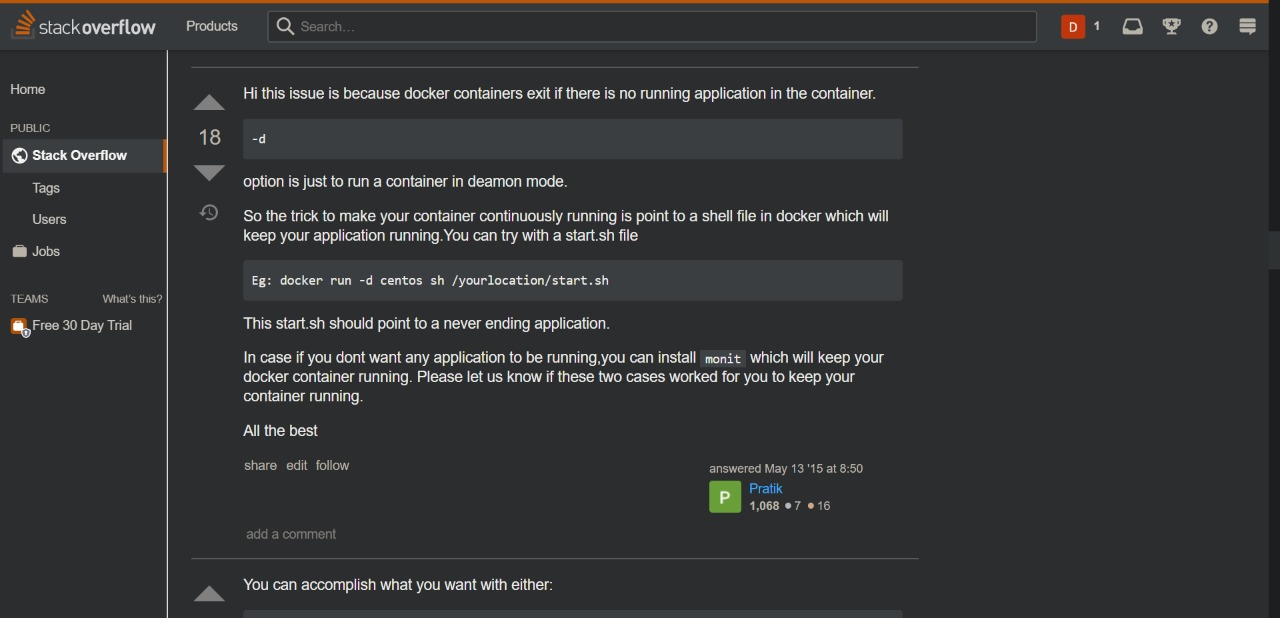 stackoverflow Products Search... D 1
Home
PUBLIC
Stack Overflow
Tags
Users
Jobs
TEAMS What's this?
Free 30 Day Trial
Hi this issue is because docker containers exit if there is no running application in the container.
18
-d
option is just to run a container in deamon mode.
So the trick to make your container continuously running is point to a shell file in docker which will
keep your application running.You can try with a start.sh file
Eg: docker run -d centos sh /yourlocation/start.sh
This start.sh should point to a never ending application.
In case if you dont want any application to be running,you can install monit which will keep your
docker container running. Please let us know if these two cases worked for you to keep your
container running.
All the best
share edit follow
answered May 13 '15 at 8:50
P
Pratik
1,068 ●7 ●16
add a comment
You can accomplish what you want with either: